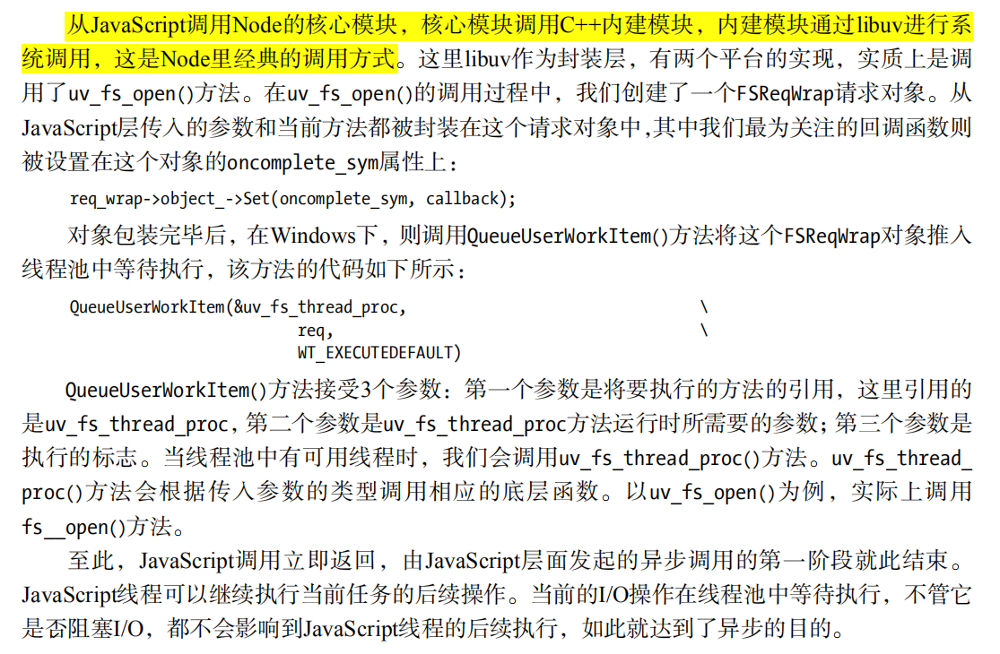 从JavaScript调用Node的核心模块，核心模块调用C++内建模块，内建模块通过libuv进行系
统调用，这是Node里经典的调用方式。这里libuv作为封装层，有两个平台的实现，实质上是调
用了uv_fs_open()方法。在uv_fs_open()的调用过程中，我们创建了一个FSReqWrap请求对象。从
JavaScript层传入的参数和当前方法都被封装在这个请求对象中，其中我们最为关注的回调函数则
被设置在这个对象的oncomplete_sym属性上：
req_wrap->object_->Set(oncomplete_sym, callback);
对象包装完毕后，在Windows下，则调用QueueUserWorkItem()方法将这个FSReqWrap对象推入
线程池中等待执行，该方法的代码如下所示：
QueueUserWorkItem(&uv_fs_thread_proc, \
req, \
WT_EXECUTEDEFAULT)
QueueUserWorkItem()方法接受3个参数：第一个参数是将要执行的方法的引用，这里引用的
是uv_fs_thread_proc，第二个参数是uv_fs_thread_proc方法运行时所需要的参数；第三个参数是
执行的标志。当线程池中有可用线程时，我们会调用uv_fs_thread_proc()方法。uv_fs_thread_
proc()方法会根据传入参数的类型调用相应的底层函数。以uv_fs_open()为例，实际上调用
fs__open()方法。
至此，JavaScript调用立即返回，由JavaScript层面发起的异步调用的第一阶段就此结束。
JavaScript线程可以继续执行当前任务的后续操作。当前的I/O操作在线程池中等待执行，不管它
是否阻塞I/O，都不会影响到JavaScript线程的后续执行，如此就达到了异步的目的。